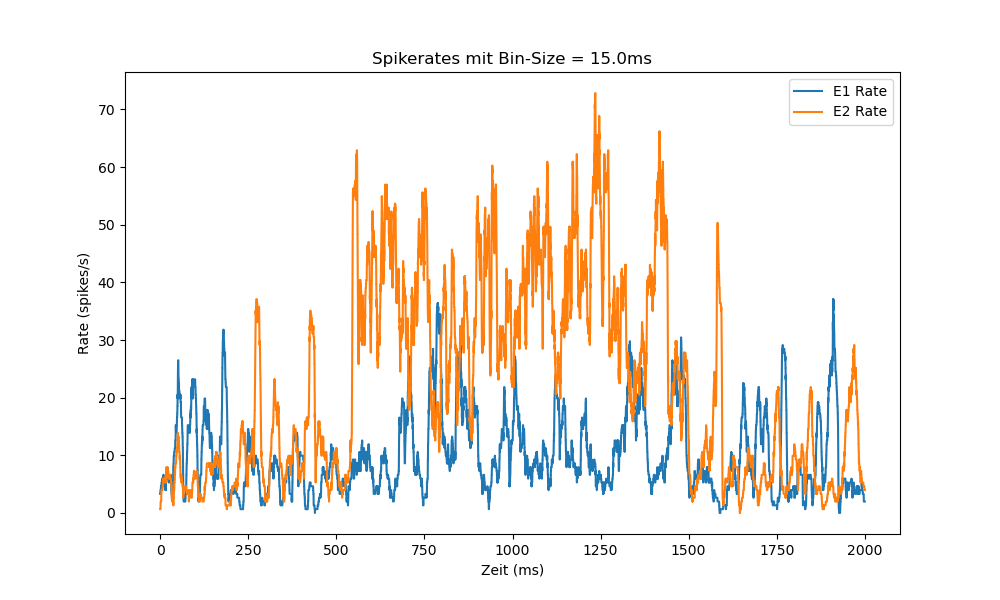 Spikerates mit Bin-Size = 15.0ms
E1 Rate
E2 Rate
70
60
50
40
30
20
10
0
Rate (spikes/s)
0 250 500 750 1000 1250 1500 1750 2000
Zeit (ms)